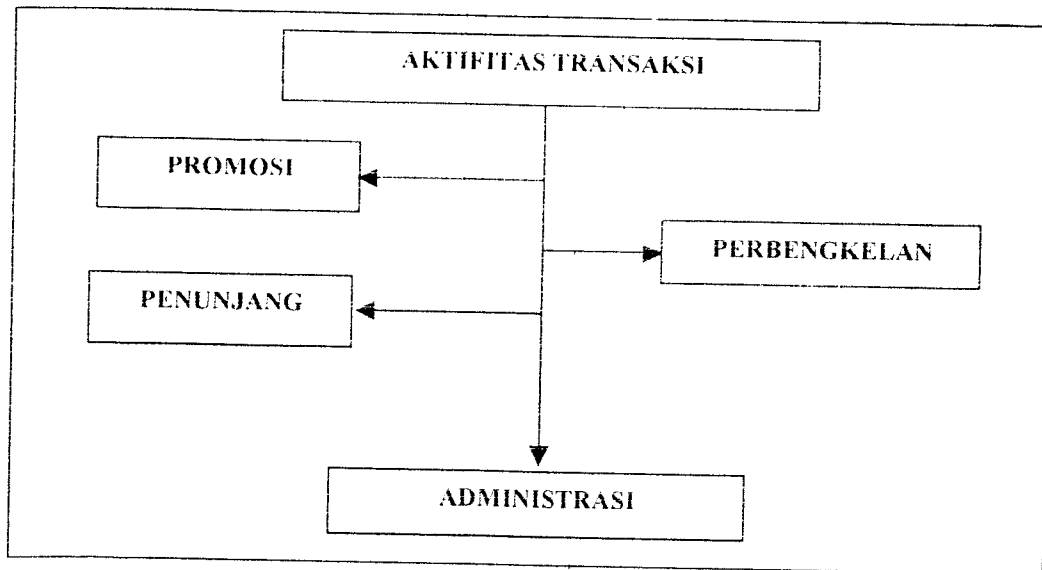 AKTIFITAS TRANSAKSI
PROMOSI
PERBENGKELAN
PENUNJANG
ADMINISTRASI